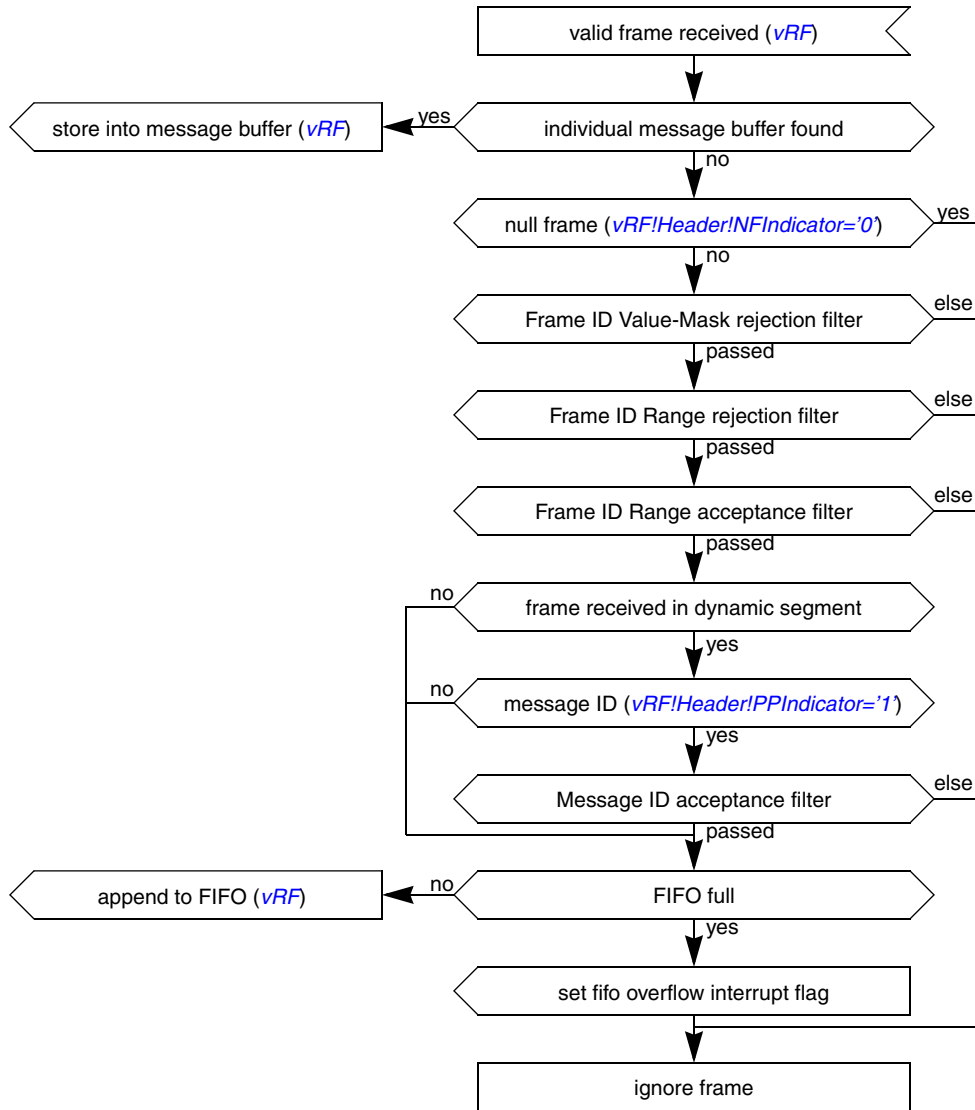 valid frame received (vRF)
store into message buffer (vRF)
yes
individual message buffer found
no
null frame (vRF!Header!NFIndicator='0')
yes
no
Frame ID Value-Mask rejection filter
else
passed
Frame ID Range rejection filter
else
passed
Frame ID Range acceptance filter
else
passed
no
frame received in dynamic segment
yes
no
message ID (vRF!Header!PPIndicator='1')
yes
Message ID acceptance filter
else
passed
append to FIFO (vRF)
no
FIFO full
yes
set fifo overflow interrupt flag
ignore frame